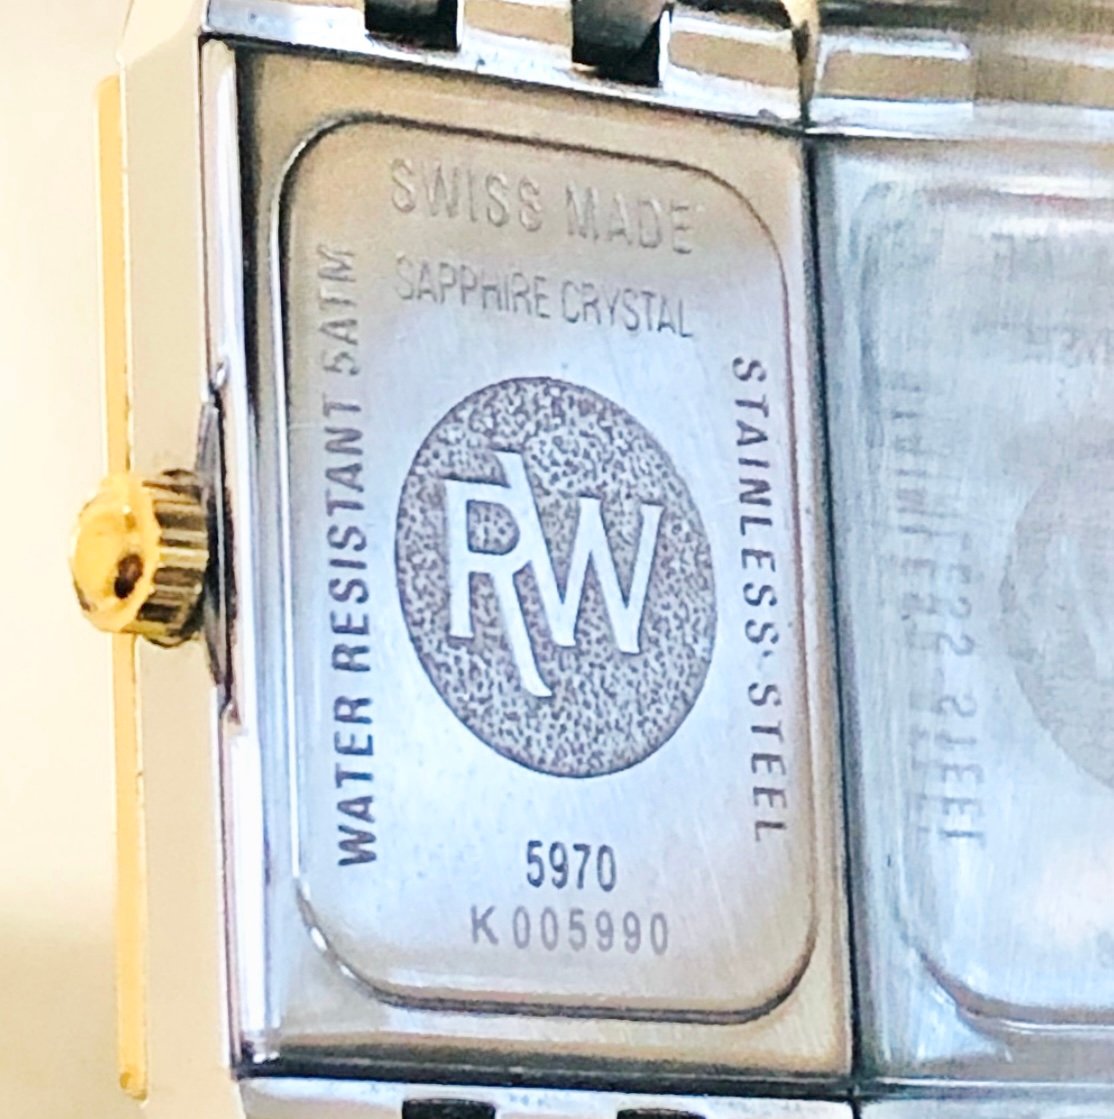 SWISS MADE
SAPPHIRE CRYSTAL
WATER RESISTANT 5ATM
STAINLESS STEEL
RW
5970
K005990